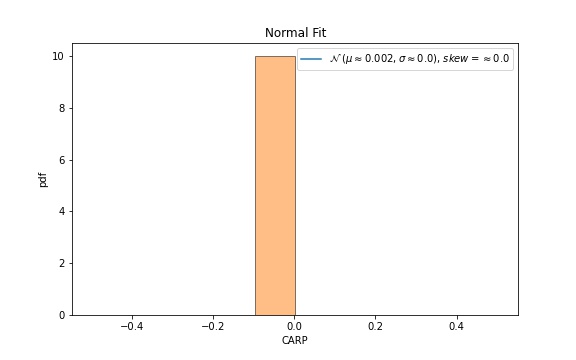 Normal Fit
𝒩 (μ ≈ 0.002, σ ≈ 0.0), skew = ≈ 0.0
pdf
10
8
6
4
2
0
−0.4 −0.2 0.0 0.2 0.4
CARP